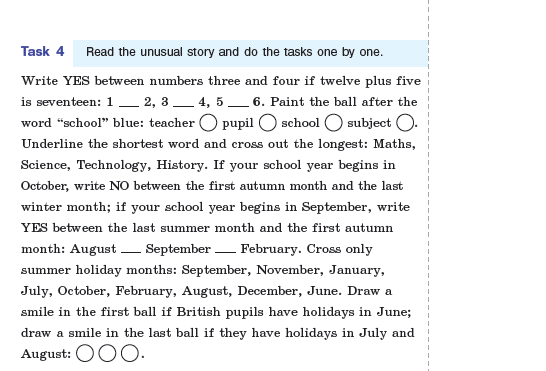 Task 4 Read the unusual story and do the tasks one by one.
Write YES between numbers three and four if twelve plus five
is seventeen: 1 ___ 2, 3 ___ 4, 5 ___ 6. Paint the ball after the
word “school” blue: teacher ◯ pupil ◯ school ◯ subject ◯.
Underline the shortest word and cross out the longest: Maths,
Science, Technology, History. If your school year begins in
October, write NO between the first autumn month and the last
winter month; if your school year begins in September, write
YES between the last summer month and the first autumn
month: August ___ September ___ February. Cross only
summer holiday months: September, November, January,
July, October, February, August, December, June. Draw a
smile in the first ball if British pupils have holidays in June;
draw a smile in the last ball if they have holidays in July and
August: ◯ ◯ ◯.